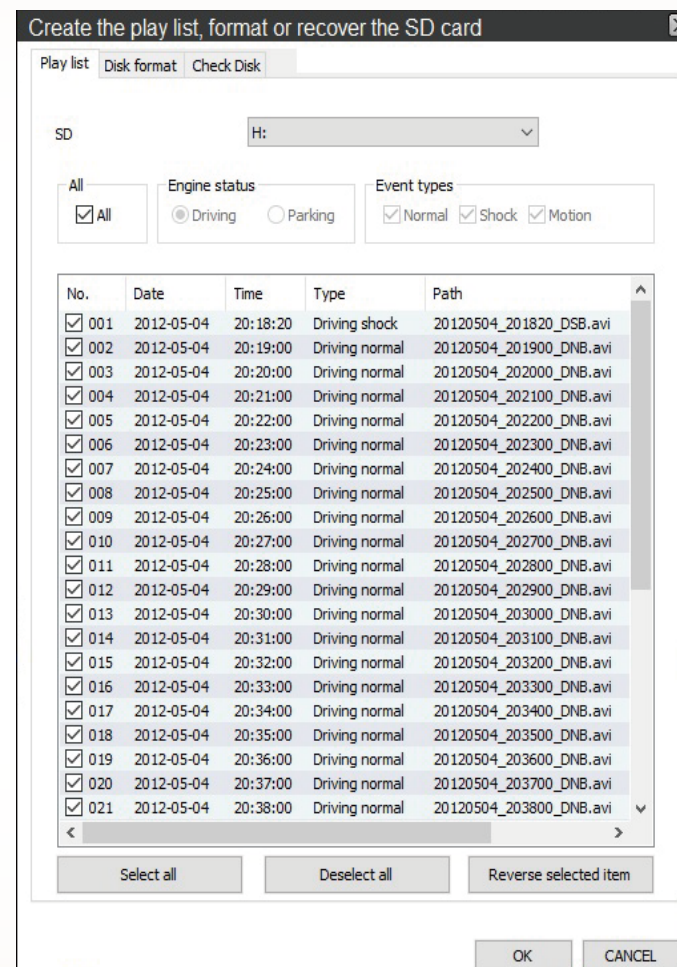 Create the play list, format or recover the SD card
Play list Disk format Check Disk
SD H:
All Engine status Event types
All Driving Parking Normal Shock Motion
No. Date Time Type Path
001 2012-05-04 20:18:20 Driving shock 20120504_201820_DSB.avi
002 2012-05-04 20:19:00 Driving normal 20120504_201900_DNB.avi
003 2012-05-04 20:20:00 Driving normal 20120504_202000_DNB.avi
004 2012-05-04 20:21:00 Driving normal 20120504_202100_DNB.avi
005 2012-05-04 20:22:00 Driving normal 20120504_202200_DNB.avi
006 2012-05-04 20:23:00 Driving normal 20120504_202300_DNB.avi
007 2012-05-04 20:24:00 Driving normal 20120504_202400_DNB.avi
008 2012-05-04 20:25:00 Driving normal 20120504_202500_DNB.avi
009 2012-05-04 20:26:00 Driving normal 20120504_202600_DNB.avi
010 2012-05-04 20:27:00 Driving normal 20120504_202700_DNB.avi
011 2012-05-04 20:28:00 Driving normal 20120504_202800_DNB.avi
012 2012-05-04 20:29:00 Driving normal 20120504_202900_DNB.avi
013 2012-05-04 20:30:00 Driving normal 20120504_203000_DNB.avi
014 2012-05-04 20:31:00 Driving normal 20120504_203100_DNB.avi
015 2012-05-04 20:32:00 Driving normal 20120504_203200_DNB.avi
016 2012-05-04 20:33:00 Driving normal 20120504_203300_DNB.avi
017 2012-05-04 20:34:00 Driving normal 20120504_203400_DNB.avi
018 2012-05-04 20:35:00 Driving normal 20120504_203500_DNB.avi
019 2012-05-04 20:36:00 Driving normal 20120504_203600_DNB.avi
020 2012-05-04 20:37:00 Driving normal 20120504_203700_DNB.avi
021 2012-05-04 20:38:00 Driving normal 20120504_203800_DNB.avi
Select all Deselect all Reverse selected item
OK CANCEL